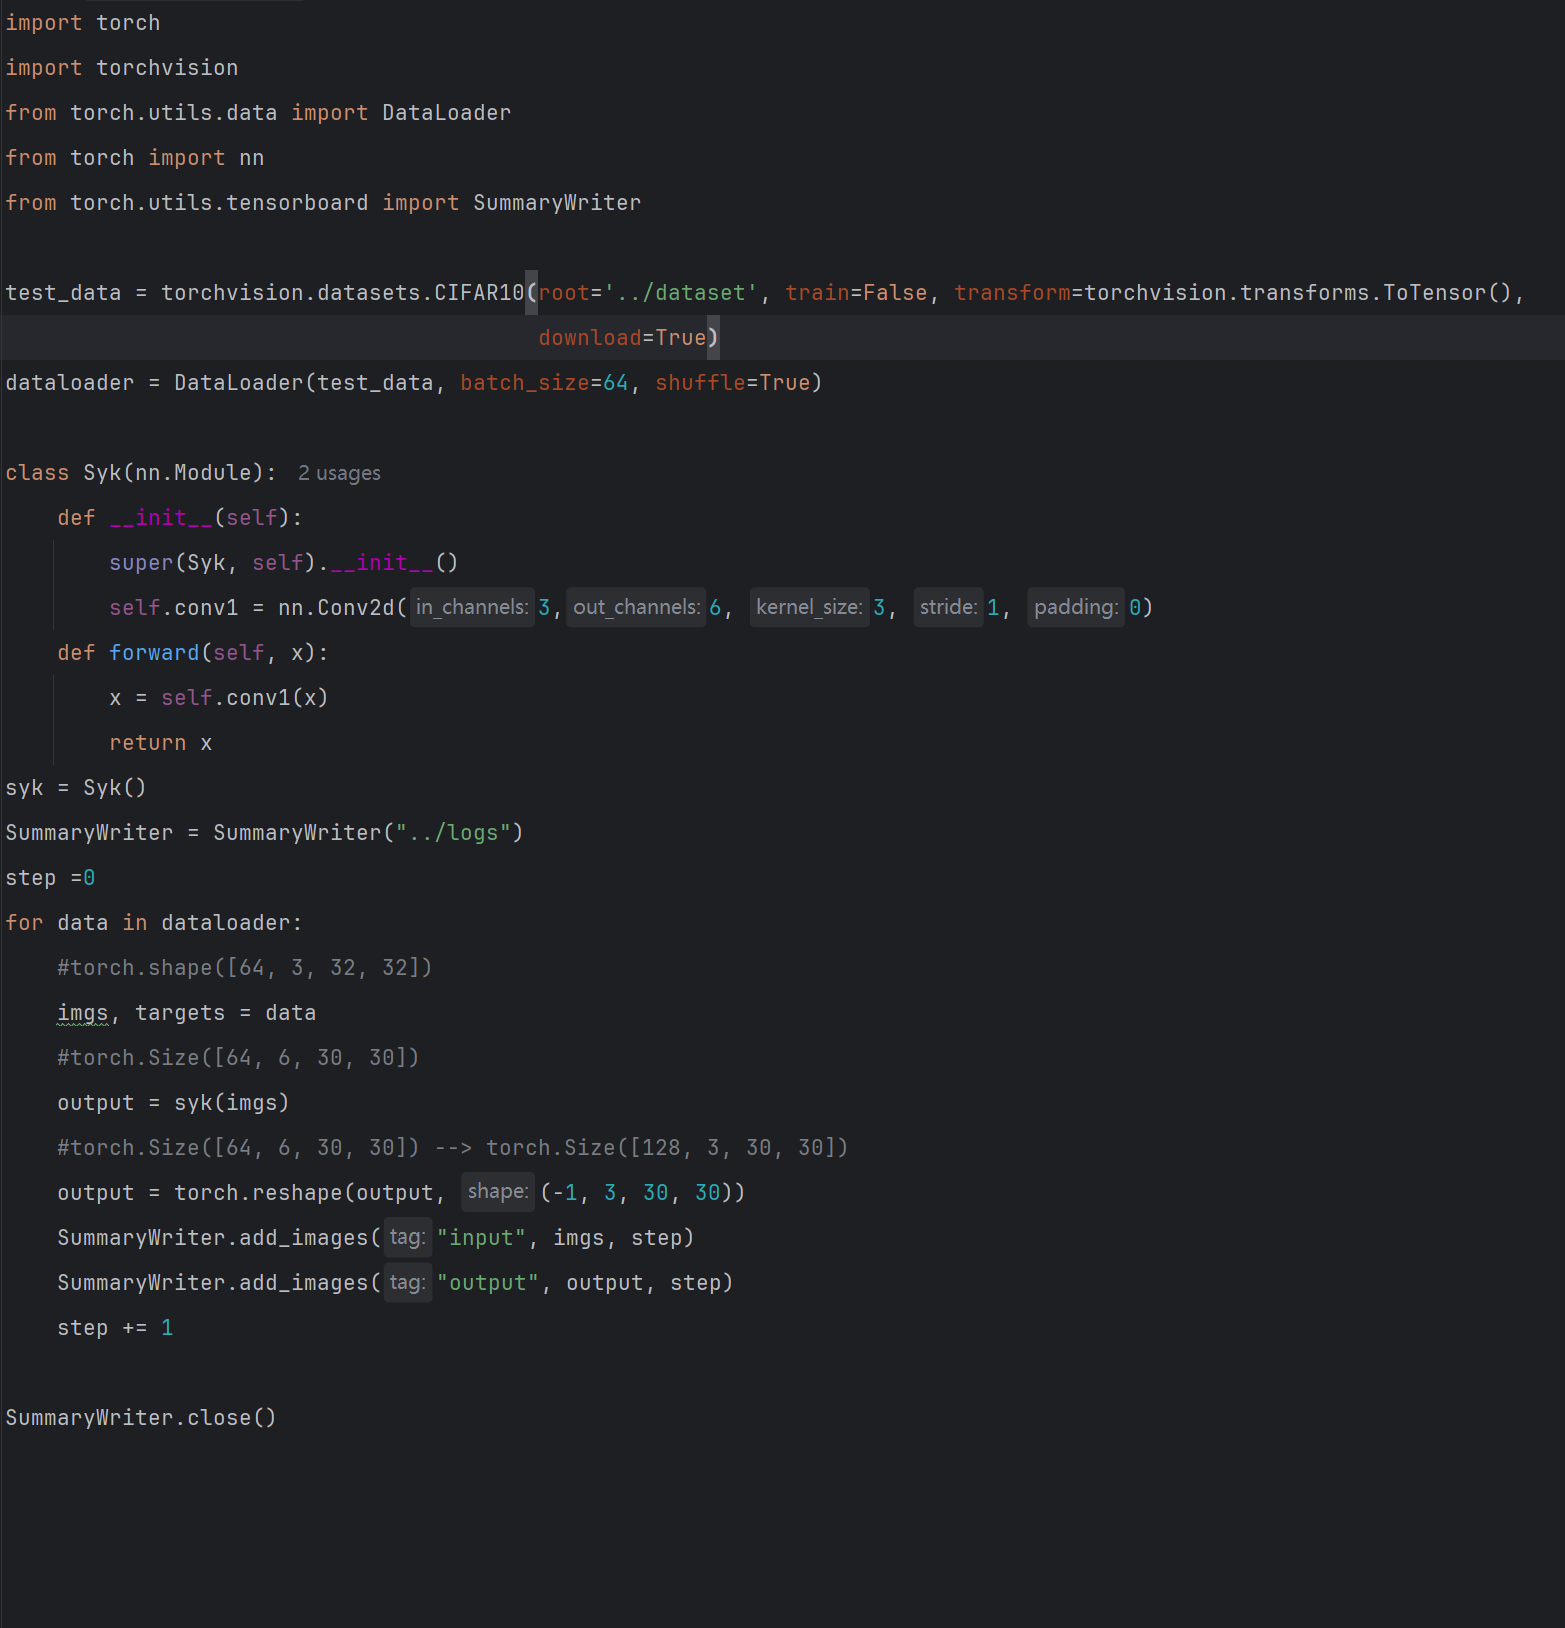 import torch
import torchvision
from torch.utils.data import DataLoader
from torch import nn
from torch.utils.tensorboard import SummaryWriter
test_data = torchvision.datasets.CIFAR10(root='../dataset', train=False, transform=torchvision.transforms.ToTensor(),
                                         download=True)
dataloader = DataLoader(test_data, batch_size=64, shuffle=True)
class Syk(nn.Module): 2 usages
    def __init__(self):
        super(Syk, self).__init__()
        self.conv1 = nn.Conv2d( in_channels: 3, out_channels: 6, kernel_size: 3, stride: 1, padding: 0)
    def forward(self, x):
        x = self.conv1(x)
        return x
syk = Syk()
SummaryWriter = SummaryWriter("../logs")
step =0
for data in dataloader:
    #torch.shape([64, 3, 32, 32])
    imgs, targets = data
    #torch.Size([64, 6, 30, 30])
    output = syk(imgs)
    #torch.Size([64, 6, 30, 30]) --> torch.Size([128, 3, 30, 30])
    output = torch.reshape(output, shape: (-1, 3, 30, 30))
    SummaryWriter.add_images( tag: "input", imgs, step)
    SummaryWriter.add_images( tag: "output", output, step)
    step += 1
SummaryWriter.close()